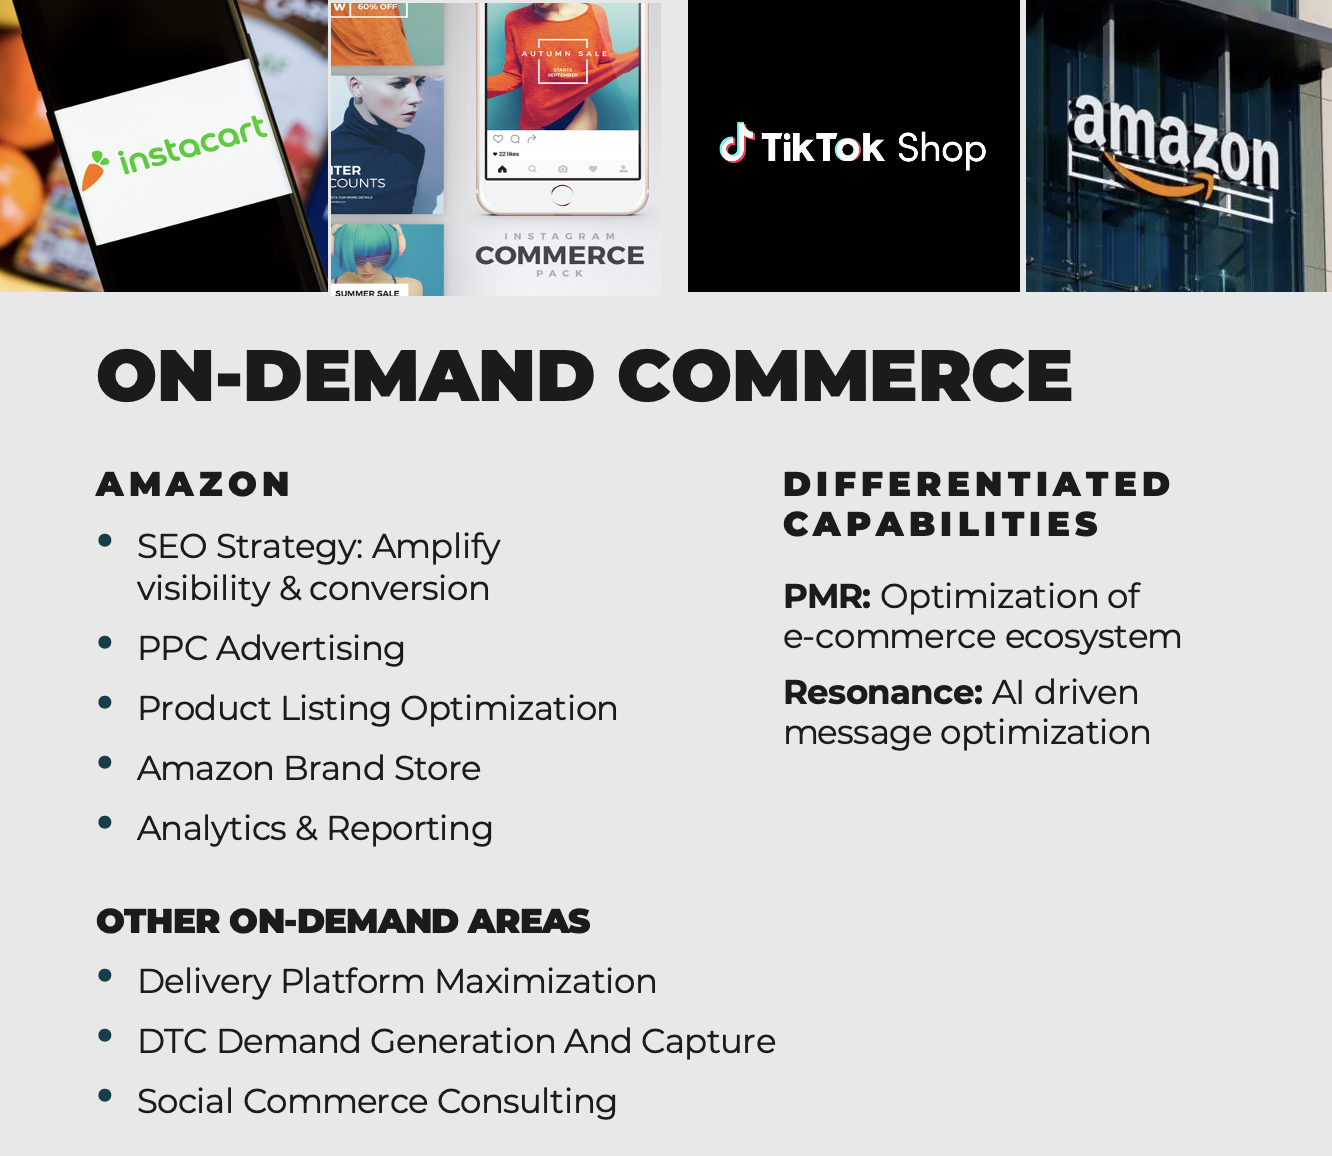 instacart
W
60% OFF
AUTUMN SALE
STARTS
SEPTEMBER
22 likes
COUNTS
SUMMER SALE
INSTAGRAM
COMMERCE
PACK
TikTok Shop
amazon
ON-DEMAND COMMERCE
AMAZON
• SEO Strategy: Amplify
visibility & conversion
• PPC Advertising
• Product Listing Optimization
• Amazon Brand Store
• Analytics & Reporting
OTHER ON-DEMAND AREAS
• Delivery Platform Maximization
• DTC Demand Generation And Capture
• Social Commerce Consulting
DIFFERENTIATED
CAPABILITIES
PMR: Optimization of
e-commerce ecosystem
Resonance: AI driven
message optimization